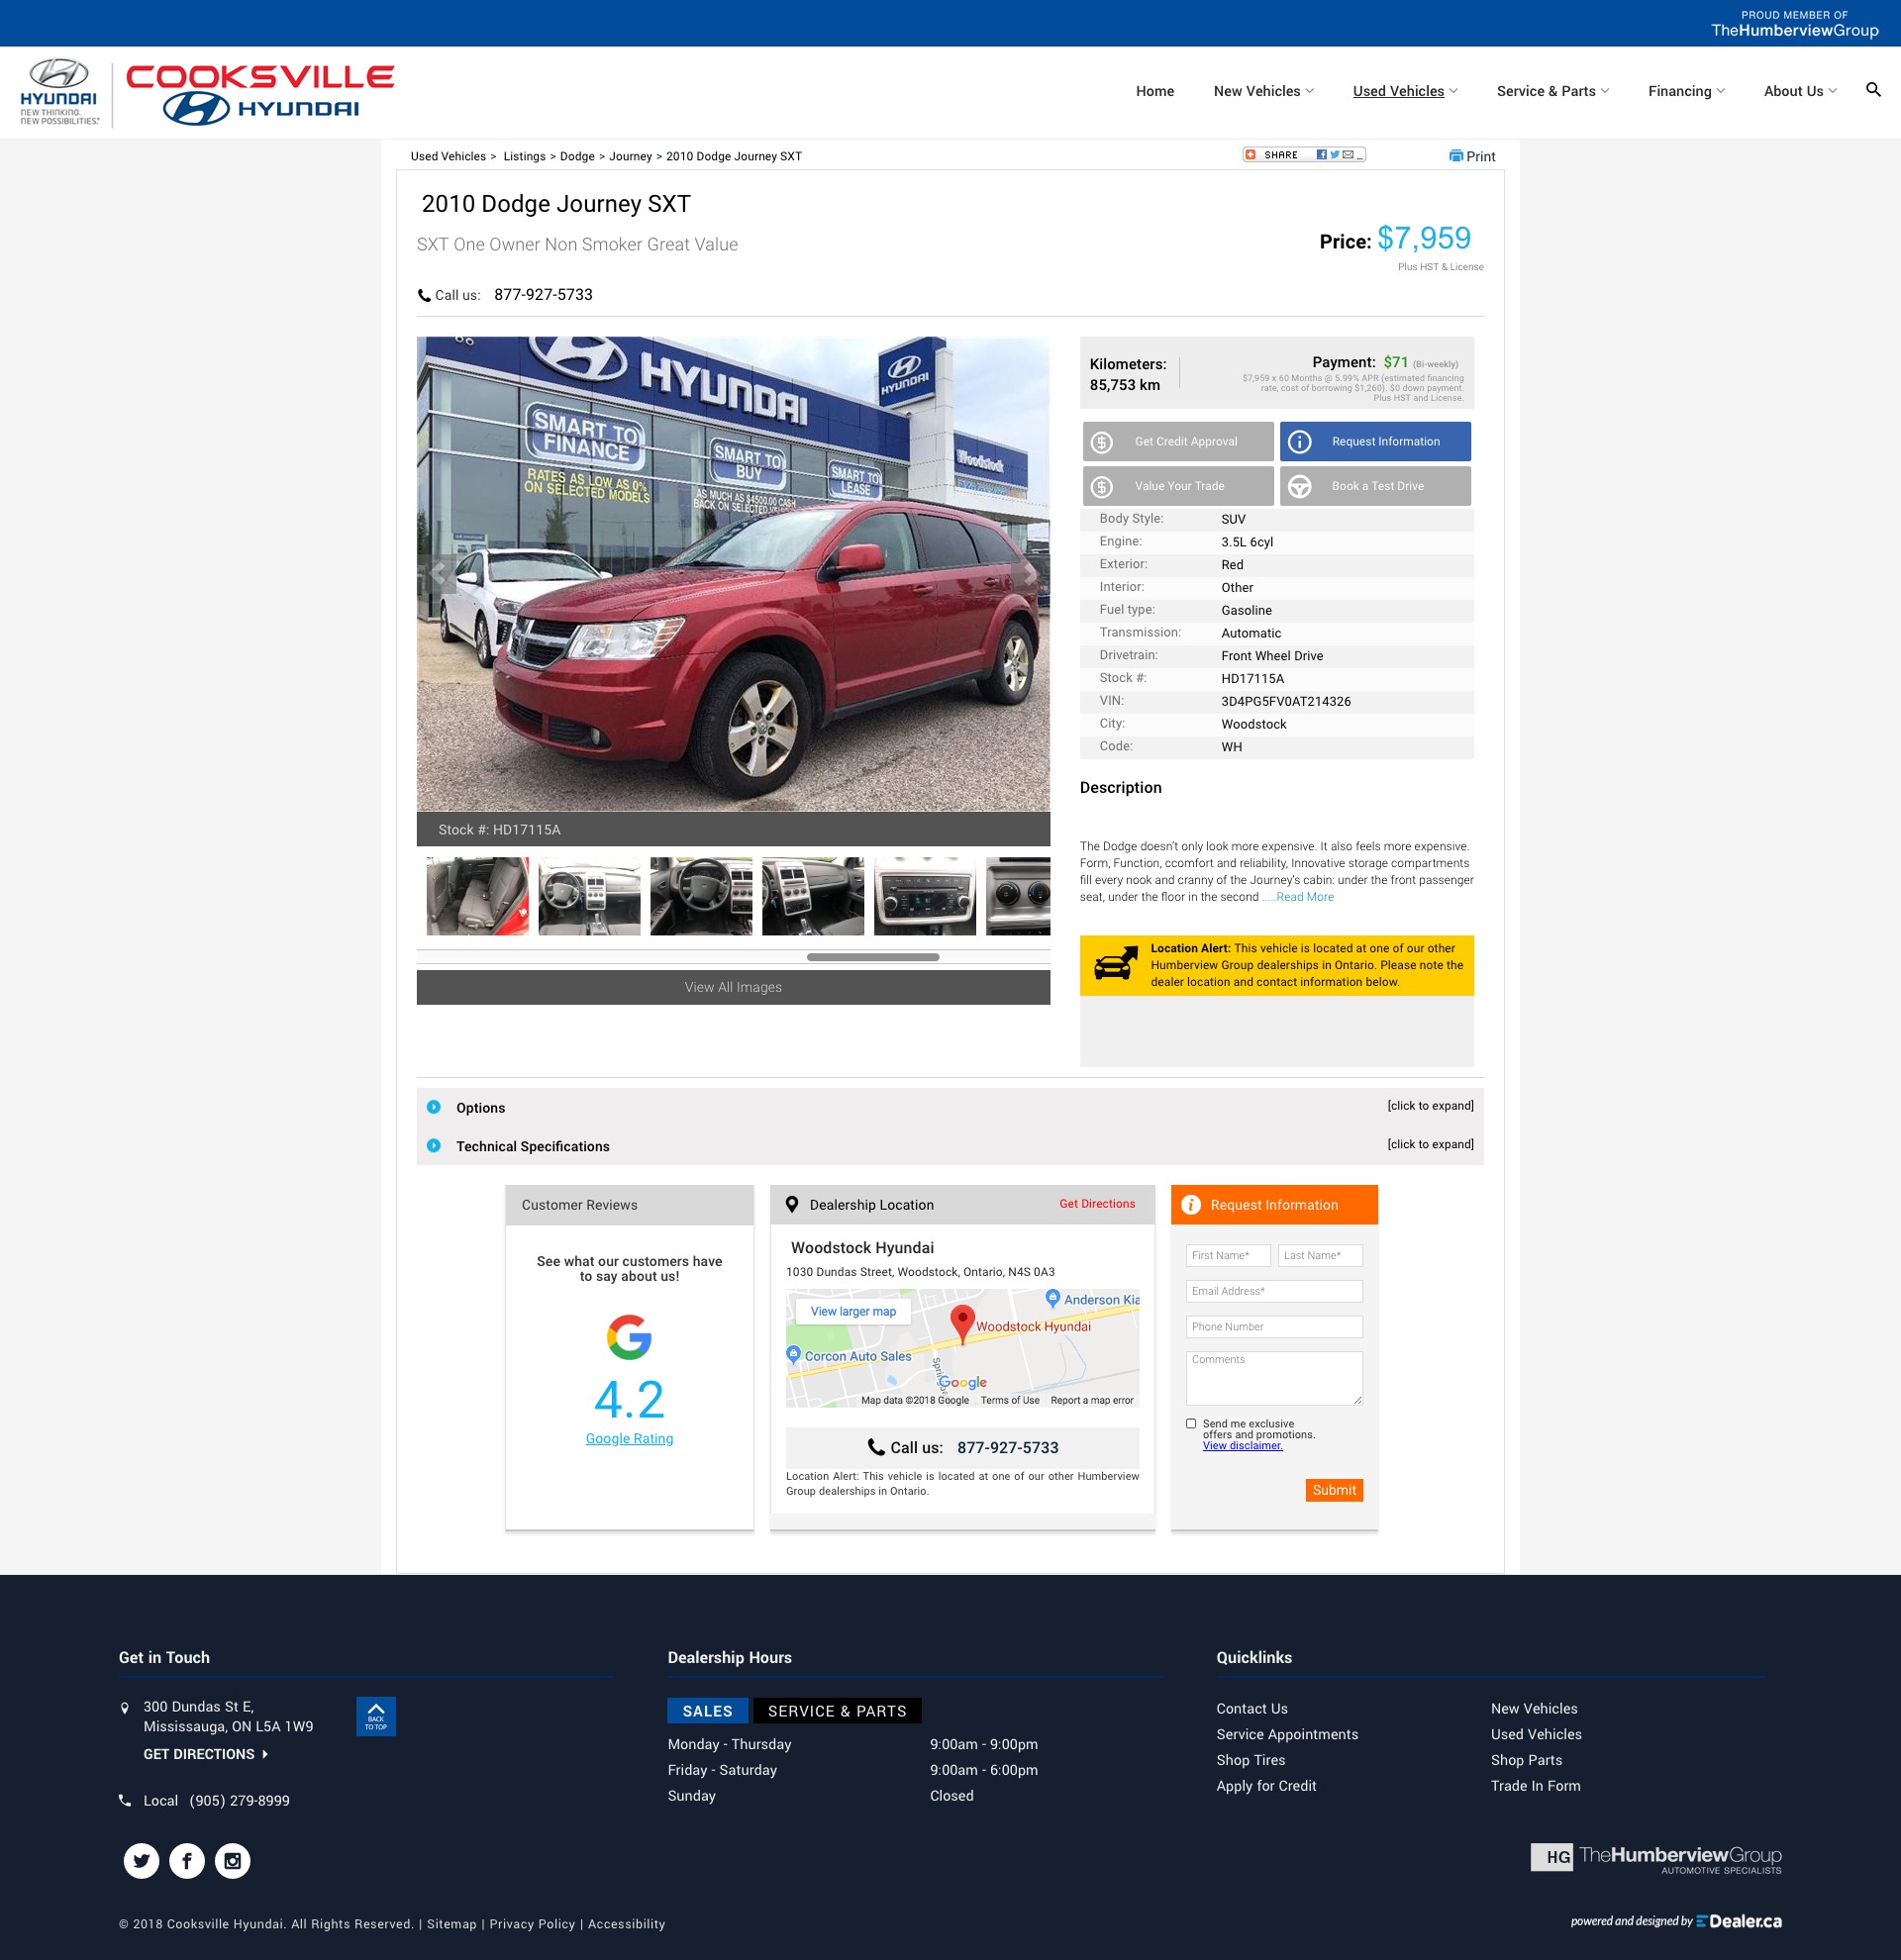 PROUD MEMBER OF
TheHumberviewGroup
HYUNDAI
NEW THINKING.
NEW POSSIBILITIES.
COOKSVILLE
HYUNDAI
Home
New Vehicles
Used Vehicles
Service & Parts
Financing
About Us
Used Vehicles > Listings > Dodge > Journey > 2010 Dodge Journey SXT
SHARE
Print
2010 Dodge Journey SXT
SXT One Owner Non Smoker Great Value
Price: $7,959
Plus HST & License
Call us: 877-927-5733
HYUNDAI
HYUNDAI
SMART TO
FINANCE
RATES AS LOW AS 0%
ON SELECTED MODELS
SMART TO
BUY
AS MUCH AS $4500.00 CASH
BACK ON SELECTED
SMART TO
LEASE
Woodstock
Stock #: HD17115A
View All Images
Kilometers:
85,753 km
Payment: $71 (Bi-weekly)
$7,959 x 60 Months @ 5.99% APR (estimated financing
rate, cost of borrowing $1,260). $0 down payment.
Plus HST and License.
Get Credit Approval
Request Information
Value Your Trade
Book a Test Drive
Body Style: SUV
Engine: 3.5L 6cyl
Exterior: Red
Interior: Other
Fuel type: Gasoline
Transmission: Automatic
Drivetrain: Front Wheel Drive
Stock #: HD17115A
VIN: 3D4PG5FV0AT214326
City: Woodstock
Code: WH
Description
The Dodge doesn't only look more expensive. It also feels more expensive.
Form, Function, ccomfort and reliability, Innovative storage compartments
fill every nook and cranny of the Journey's cabin: under the front passenger
seat, under the floor in the second .....Read More
Location Alert: This vehicle is located at one of our other
Humberview Group dealerships in Ontario. Please note the
dealer location and contact information below.
Options
[click to expand]
Technical Specifications
[click to expand]
Customer Reviews
See what our customers have
to say about us!
4.2
Google Rating
Dealership Location
Get Directions
Woodstock Hyundai
1030 Dundas Street, Woodstock, Ontario, N4S 0A3
View larger map
Anderson Kia
Woodstock Hyundai
Corcon Auto Sales
Google
Map data ©2018 Google
Terms of Use
Report a map error
Call us: 877-927-5733
Location Alert: This vehicle is located at one of our other Humberview
Group dealerships in Ontario.
Request Information
First Name*
Last Name*
Email Address*
Phone Number
Comments
Send me exclusive
offers and promotions.
View disclaimer.
Submit
Get in Touch
300 Dundas St E,
Mississauga, ON L5A 1W9
GET DIRECTIONS
BACK
TO TOP
Local (905) 279-8999
Dealership Hours
SALES
SERVICE & PARTS
Monday - Thursday 9:00am - 9:00pm
Friday - Saturday 9:00am - 6:00pm
Sunday Closed
Quicklinks
Contact Us
New Vehicles
Service Appointments
Used Vehicles
Shop Tires
Shop Parts
Apply for Credit
Trade In Form
HG TheHumberviewGroup
AUTOMOTIVE SPECIALISTS
© 2018 Cooksville Hyundai. All Rights Reserved. | Sitemap | Privacy Policy | Accessibility
powered and designed by EDealer.ca